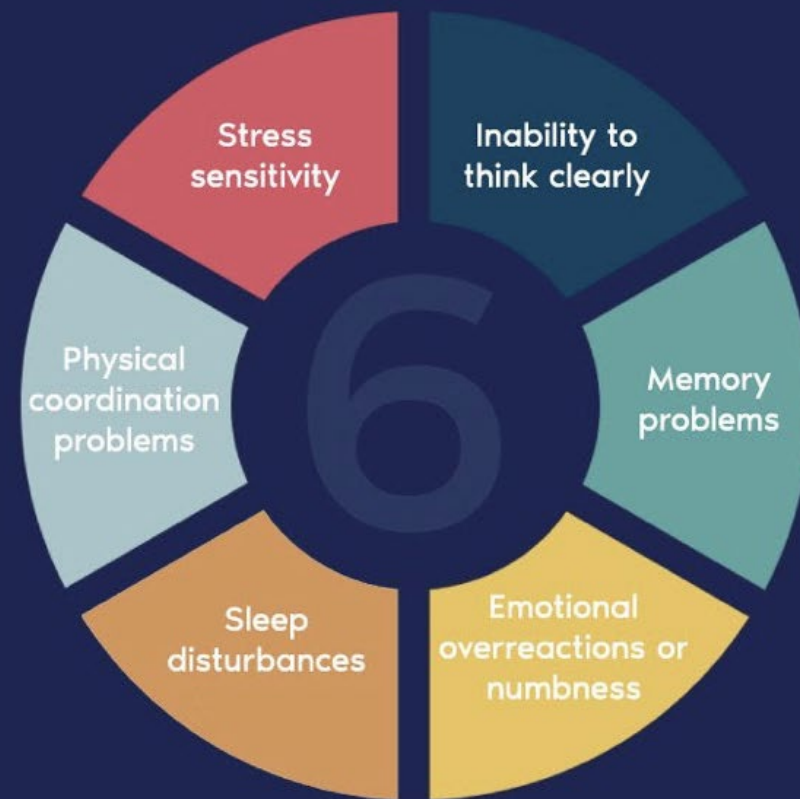 Stress
sensitivity
Inability to
think clearly
Physical
coordination
problems
6
Memory
problems
Sleep
disturbances
Emotional
overreactions or
numbness